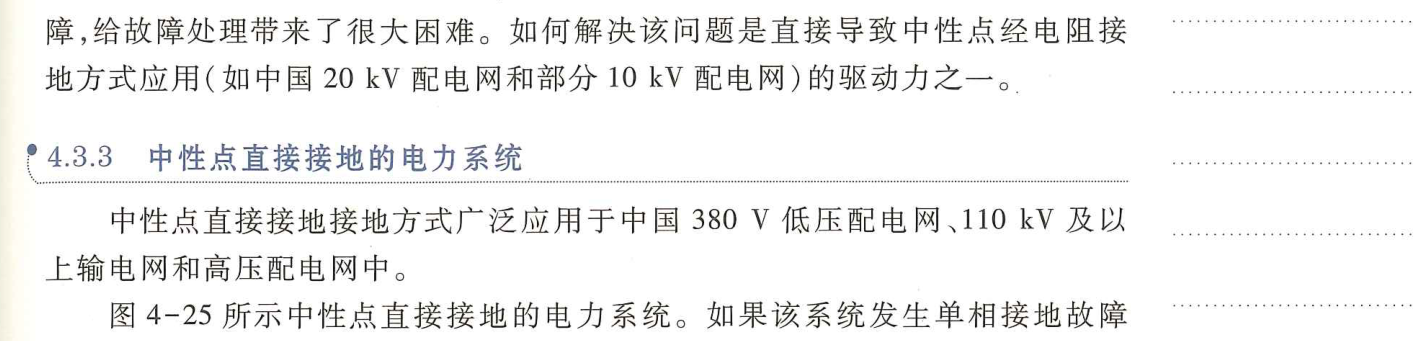 障,给故障处理带来了很大困难。如何解决该问题是直接导致中性点经电阻接
地方式应用(如中国 20 kV 配电网和部分 10 kV 配电网)的驱动力之一。
4.3.3 中性点直接接地的电力系统
中性点直接接地接地方式广泛应用于中国 380 V 低压配电网、110 kV 及以
上输电网和高压配电网中。
图 4-25 所示中性点直接接地的电力系统。如果该系统发生单相接地故障